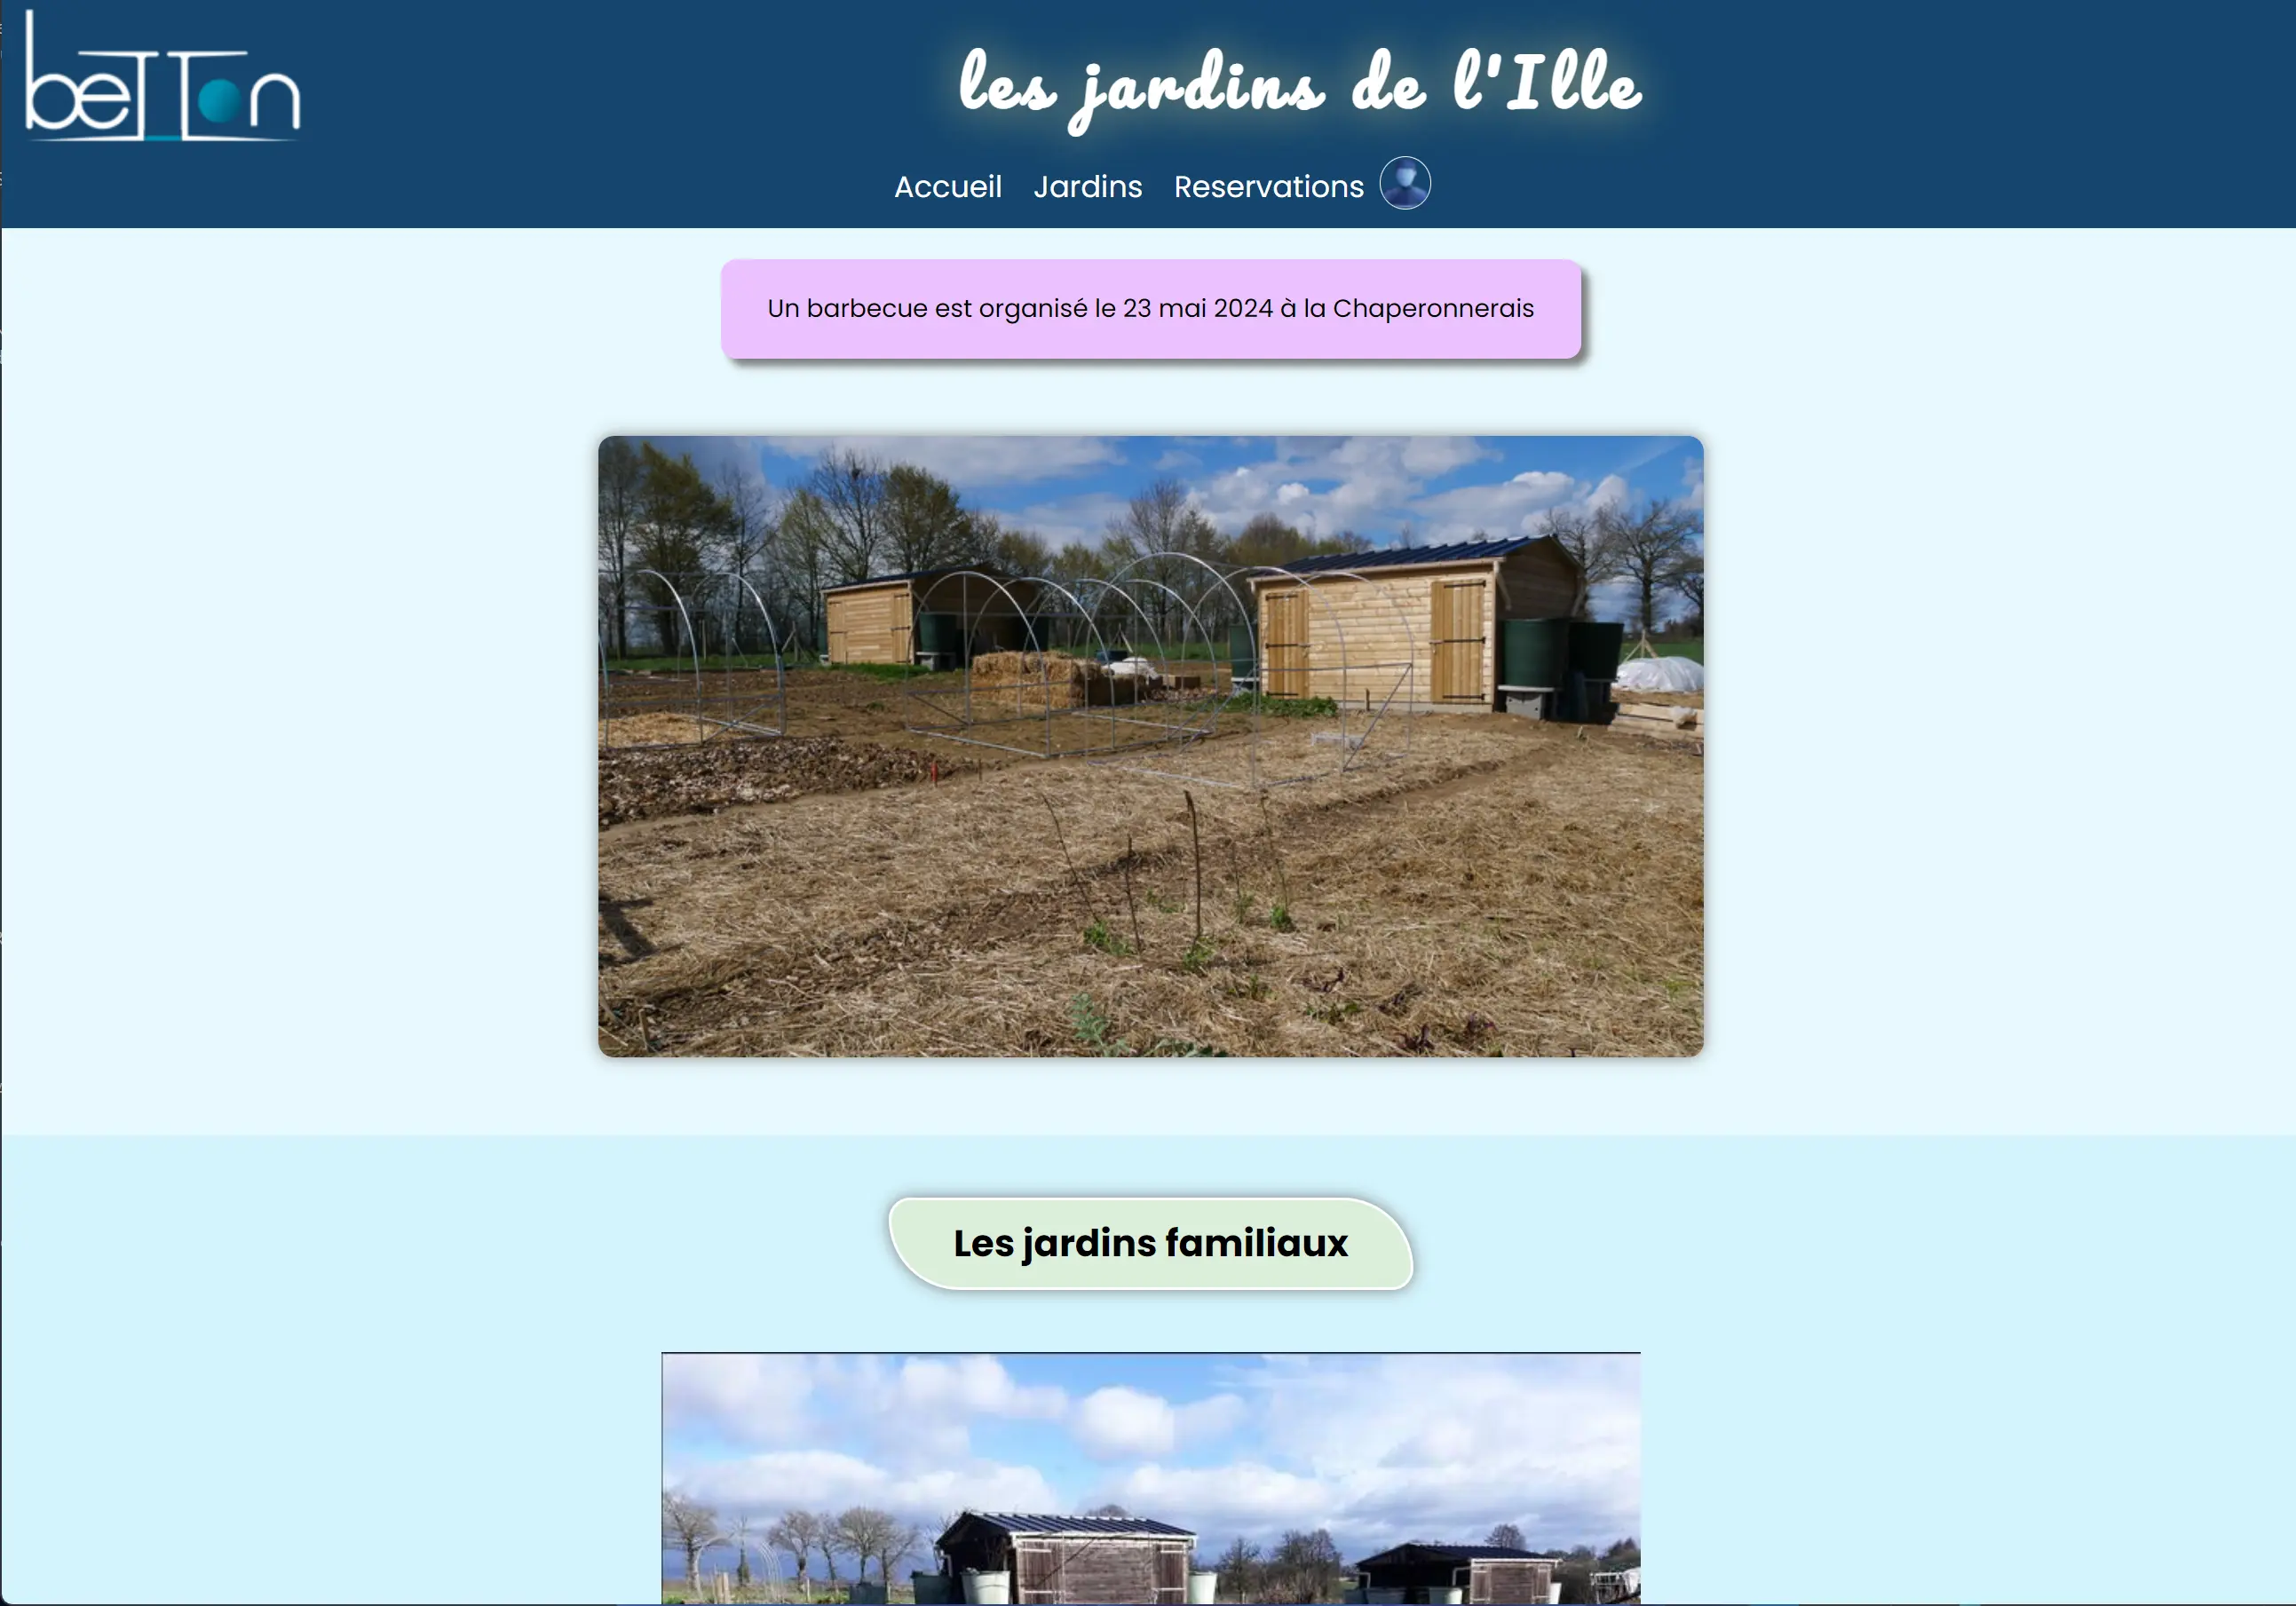 betton
les jardins de l'Ille
Accueil Jardins Reservations
Un barbecue est organisé le 23 mai 2024 à la Chaperonnerais
Les jardins familiaux